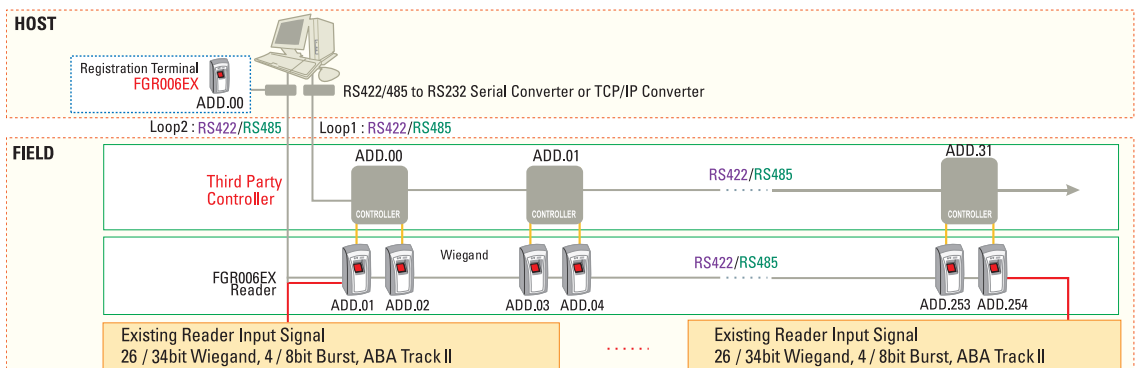 HOST
Registration Terminal
FGR006EX
ADD.00
RS422/485 to RS232 Serial Converter or TCP/IP Converter
Loop2 : RS422/RS485
Loop1 : RS422/RS485
FIELD
ADD.00
ADD.01
ADD.31
Third Party
Controller
RS422/RS485
CONTROLLER
CONTROLLER
CONTROLLER
Wiegand
RS422/RS485
FGR006EX
Reader
ADD.01
ADD.02
ADD.03
ADD.04
ADD.253
ADD.254
Existing Reader Input Signal
26 / 34bit Wiegand, 4 / 8bit Burst, ABA Track II
Existing Reader Input Signal
26 / 34bit Wiegand, 4 / 8bit Burst, ABA Track II